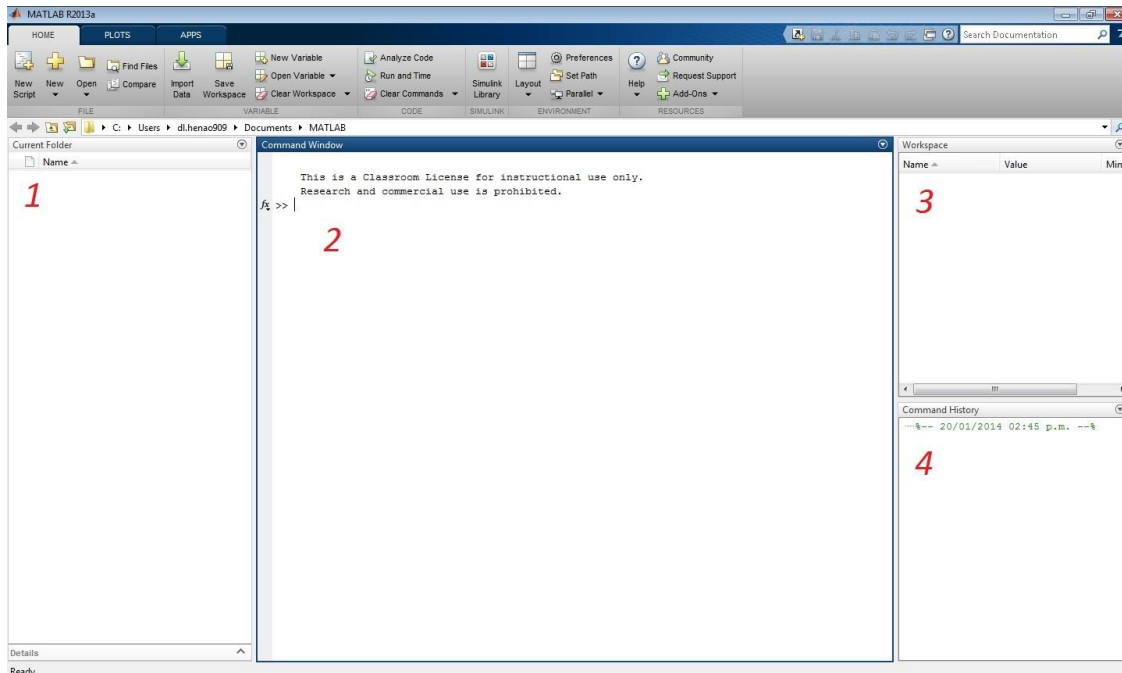 MATLAB R2013a
HOME PLOTS APPS
Search Documentation
New Script
New
Open
Find Files
Compare
FILE
Import Data
Save Workspace
New Variable
Open Variable
Clear Workspace
VARIABLE
Analyze Code
Run and Time
Clear Commands
CODE
Simulink Library
SIMULINK
Layout
Preferences
Set Path
Parallel
ENVIRONMENT
Help
Community
Request Support
Add-Ons
RESOURCES
C: Users dl.henao909 Documents MATLAB
Current Folder
Name
1
Details
Ready
Command Window
This is a Classroom License for instructional use only.
Research and commercial use is prohibited.
fx >>
2
Workspace
Name Value Min
3
Command History
%-- 20/01/2014 02:45 p.m. --%
4